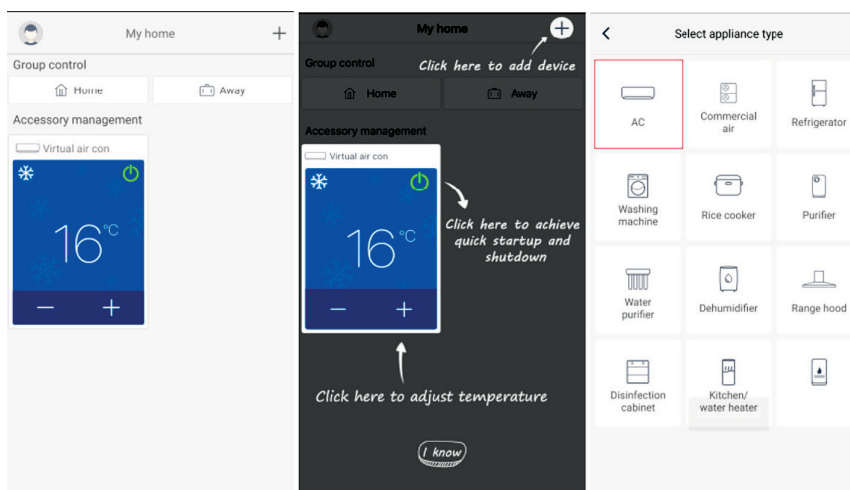 My home
Group control
Home
Away
Accessory management
Virtual air con
16°C
My home
Click here to add device
Group control
Home
Away
Accessory management
Virtual air con
16°C
Click here to achieve
quick startup and
shutdown
Click here to adjust temperature
I know
Select appliance type
AC
Commercial
air
Refrigerator
Washing
machine
Rice cooker
Purifier
Water
purifier
Dehumidifier
Range hood
Disinfection
cabinet
Kitchen/
water heater